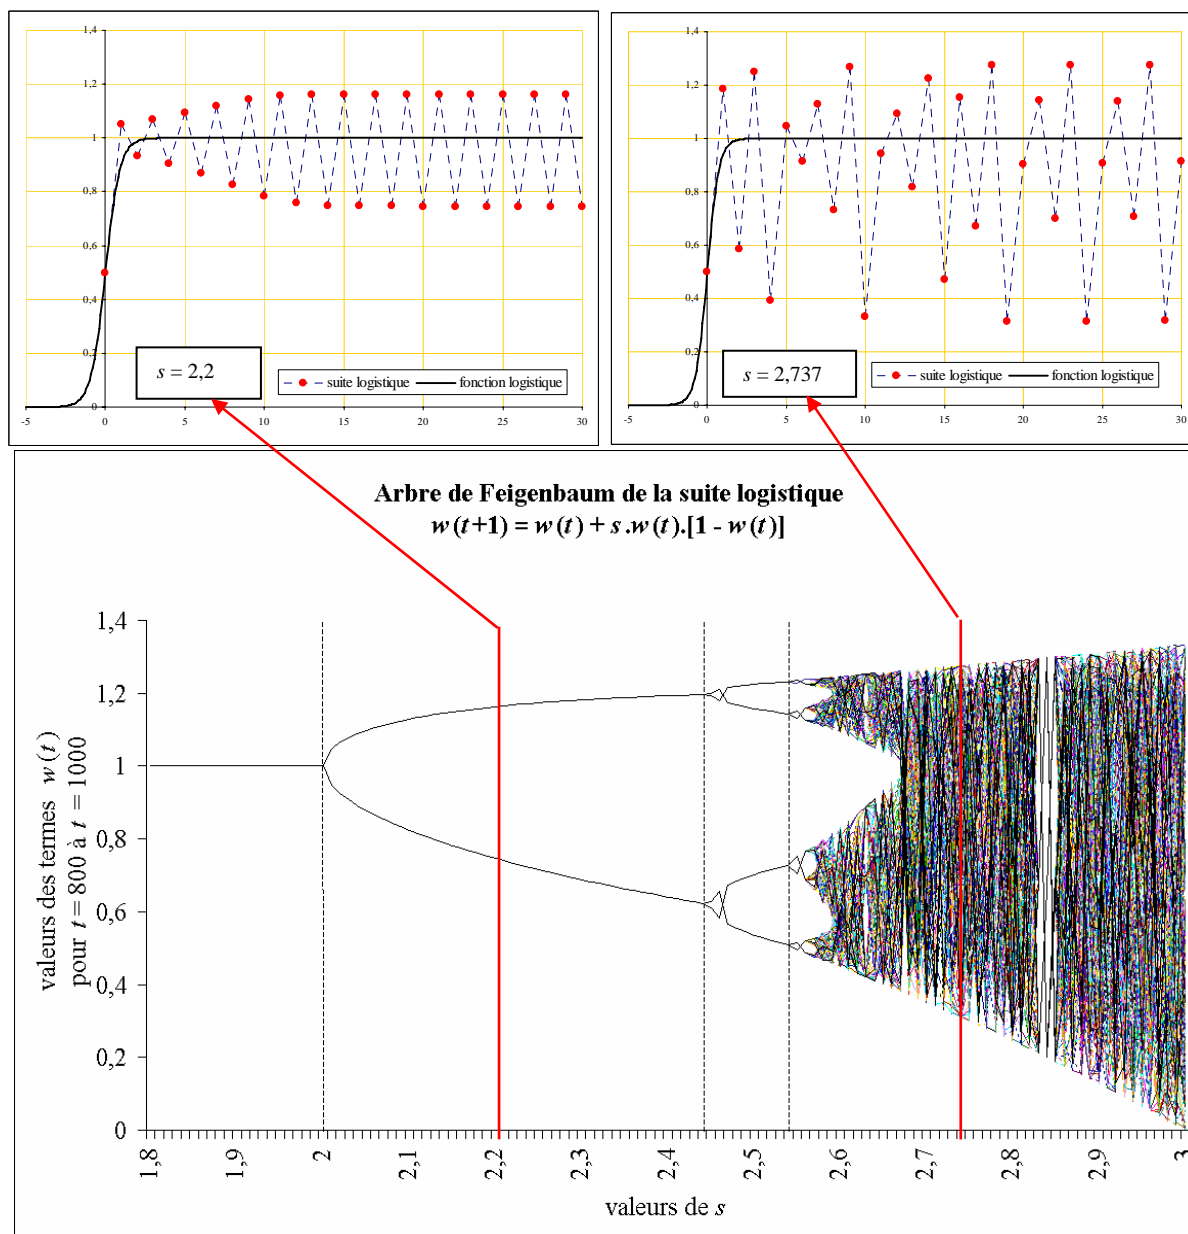 1,4
1,2
1
0,8
0,6
0,4
0,2
0
-5 0 5 10 15 20 25 30
s = 2,2
suite logistique fonction logistique
1,4
1,2
1
0,8
0,6
0,4
0,2
0
-5 0 5 10 15 20 25 30
s = 2,737
suite logistique fonction logistique
Arbre de Feigenbaum de la suite logistique
w(t+1) = w(t) + s.w(t).[1 - w(t)]
valeurs des termes w(t)
pour t = 800 à t = 1000
1,4
1,2
1
0,8
0,6
0,4
0,2
0
1,8 1,9 2 2,1 2,2 2,3 2,4 2,5 2,6 2,7 2,8 2,9 3
valeurs de s